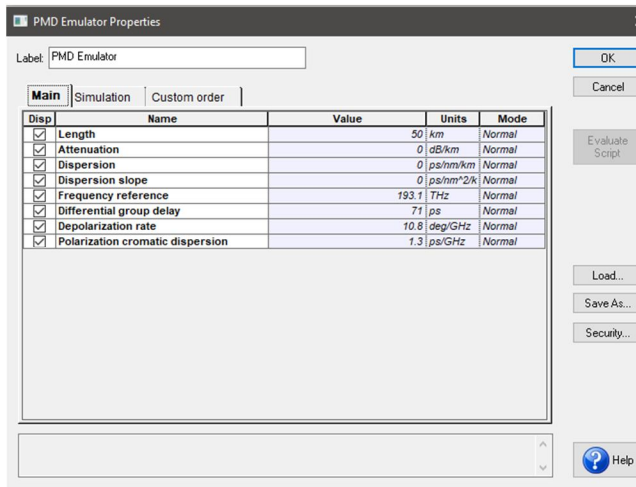 PMD Emulator Properties
Label: PMD Emulator
OK
Cancel
Main Simulation Custom order
Disp Name Value Units Mode
Length 50 km Normal
Attenuation 0 dB/km Normal
Dispersion 0 ps/nm/km Normal
Dispersion slope 0 ps/nm^2/k Normal
Frequency reference 193.1 THz Normal
Differential group delay 71 ps Normal
Depolarization rate 10.8 deg/GHz Normal
Polarization cromatic dispersion 1.3 ps/GHz Normal
Evaluate
Script
Load...
Save As...
Security...
Help